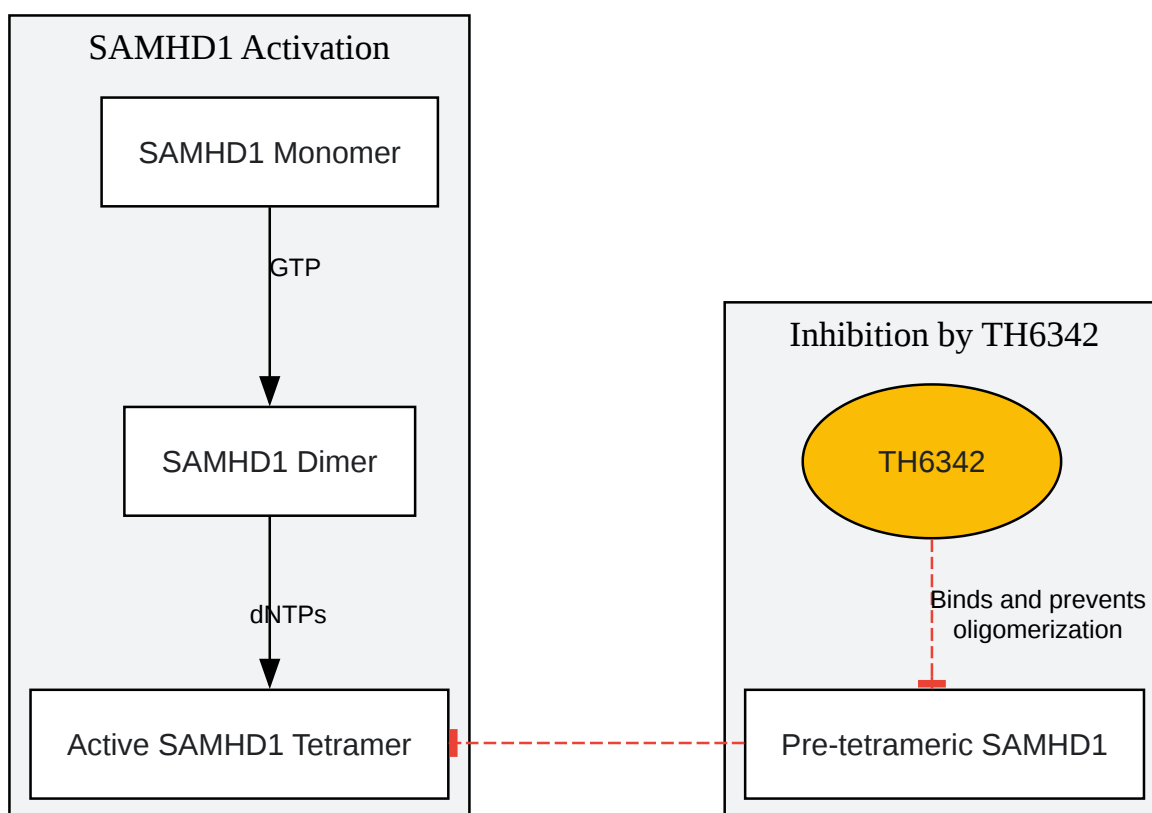 SAMHD1 Activation
SAMHD1 Monomer
GTP
SAMHD1 Dimer
dNTPs
Active SAMHD1 Tetramer
Inhibition by TH6342
TH6342
Binds and prevents
oligomerization
Pre-tetrameric SAMHD1